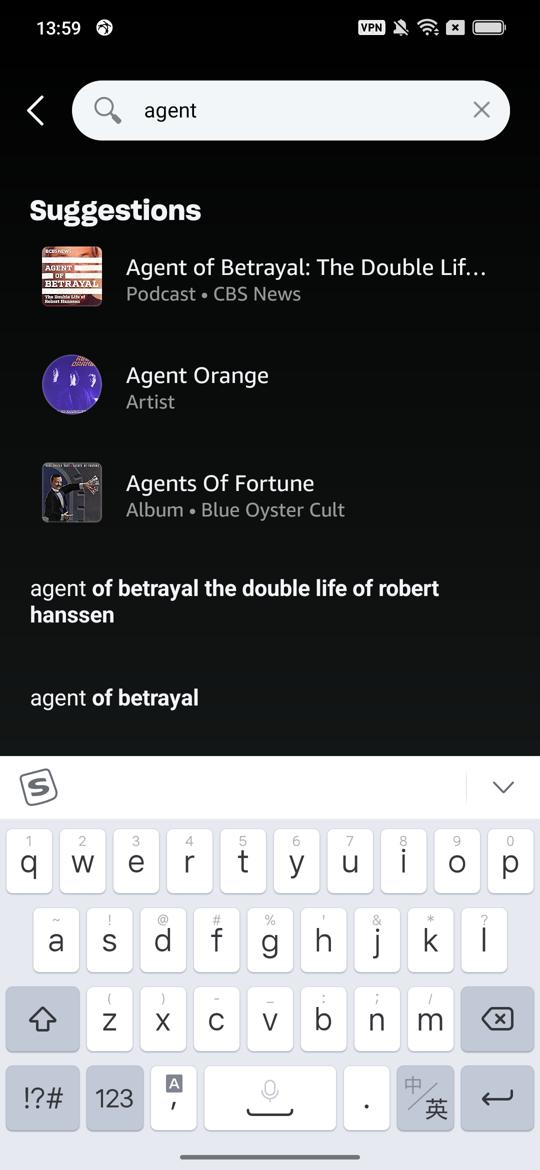 13:59 VPN
agent
Suggestions
CBS NEWS
AGENT
OF
BETRAYAL
The Double Life of
Robert Hanssen
Agent of Betrayal: The Double Lif...
Podcast • CBS News
Agent Orange
Artist
Agents Of Fortune
Album • Blue Oyster Cult
agent of betrayal the double life of robert
hanssen
agent of betrayal
S
1 2 3 4 5 6 7 8 9 0
q w e r t y u i o p
~ ! @ # % ' & * ?
a s d f g h j k l
( ) - _ : ; /
z x c v b n m
!?# 123 A , . 中/英